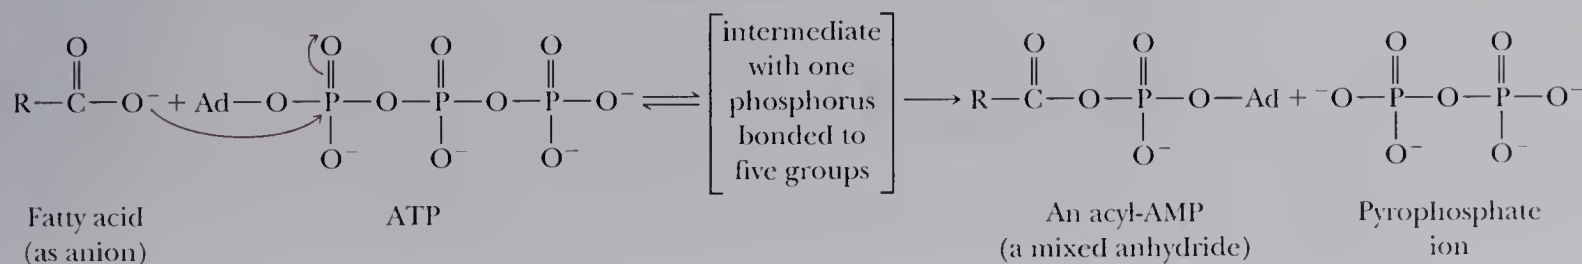 O O O O O O O O
R—C—O⁻ + Ad—O—P—O—P—O—P—O⁻ ⇌ [intermediate with one phosphorus bonded to five groups] → R—C—O—P—O—Ad + ⁻O—P—O—P—O⁻
O⁻ O⁻ O⁻ O⁻ O⁻ O⁻
Fatty acid
(as anion)
ATP
An acyl-AMP
(a mixed anhydride)
Pyrophosphate
ion